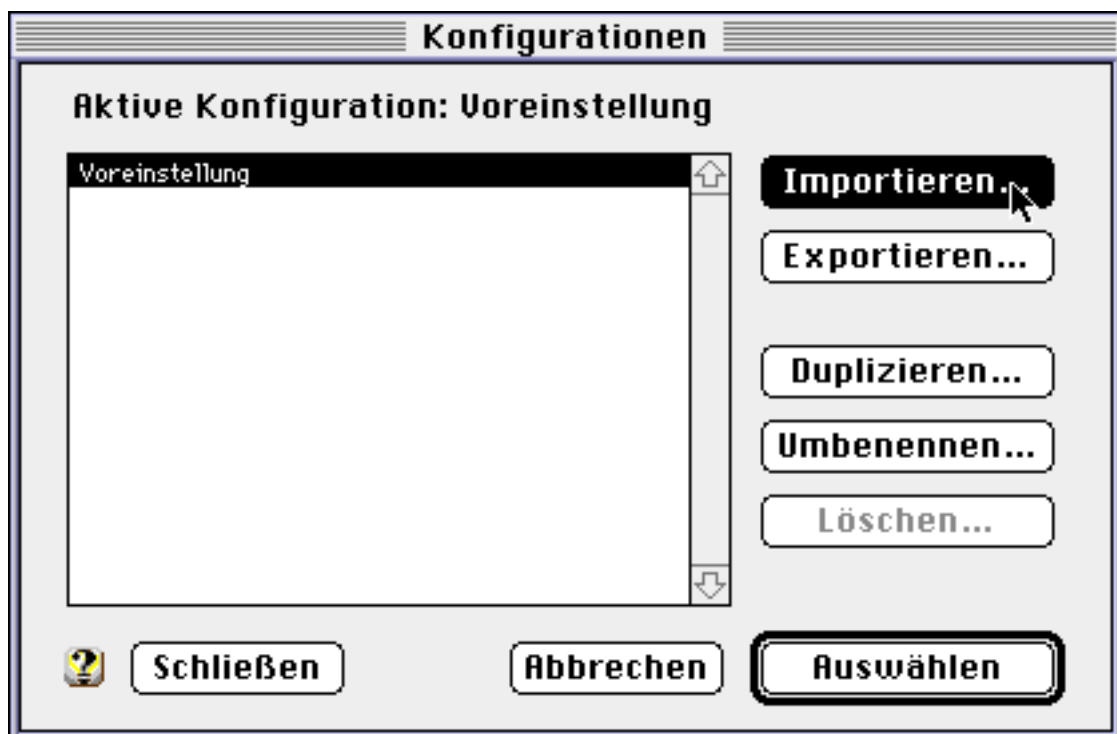 Konfigurationen
Aktive Konfiguration: Voreinstellung
Voreinstellung
Importieren...
Exportieren...
Duplizieren...
Umbenennen...
Löschen...
? Schließen Abbrechen Auswählen